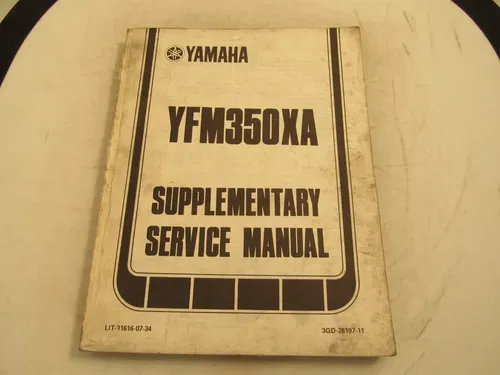 YAMAHA
YFM350XA
SUPPLEMENTARY
SERVICE MANUAL
LIT-11616-07-34
3GD-28197-11